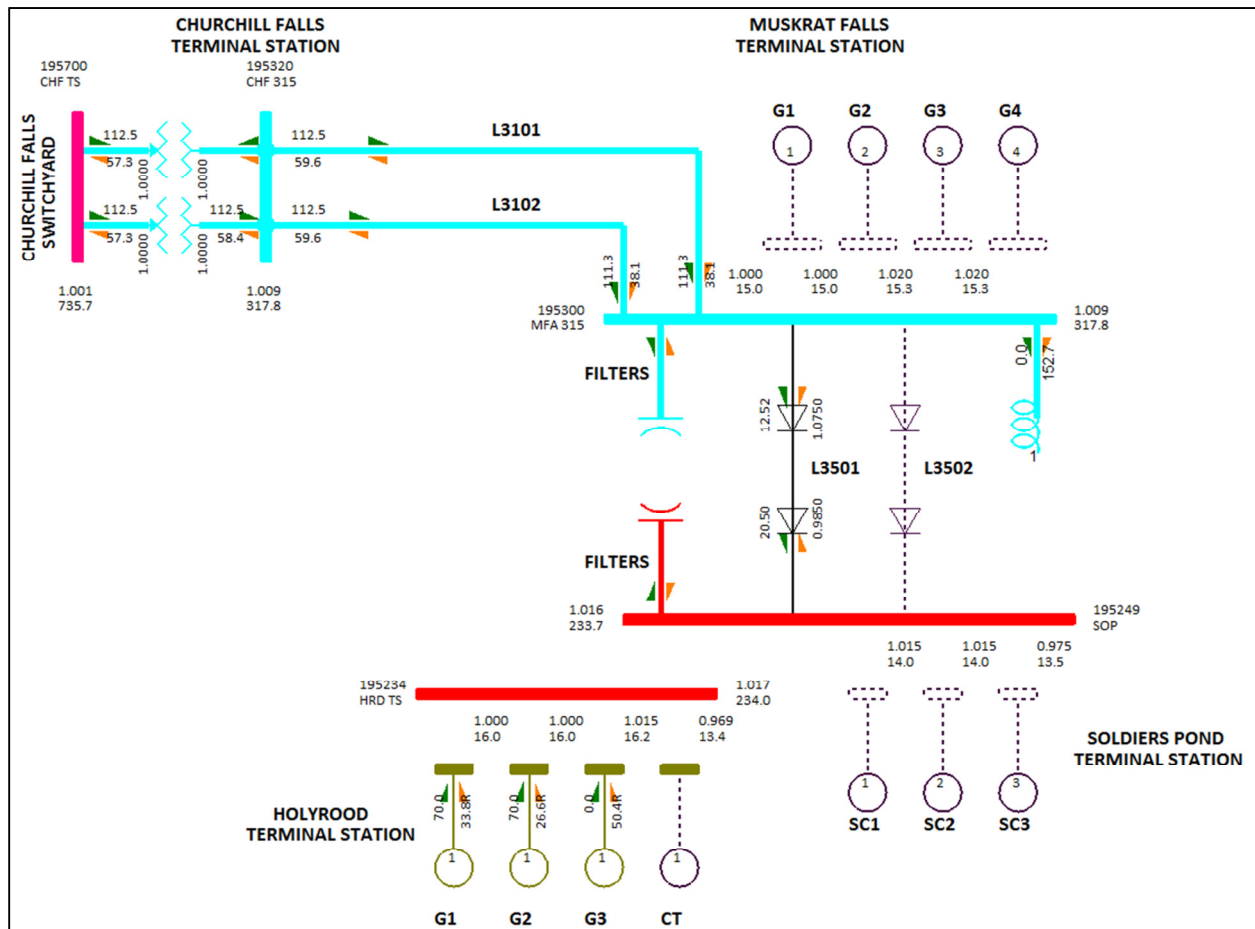 CHURCHILL FALLS
TERMINAL STATION
MUSKRAT FALLS
TERMINAL STATION
195700
CHF TS
195320
CHF 315
CHURCHILL FALLS
SWITCHYARD
112.5
57.3
1.0000
1.0000
112.5
59.6
L3101
112.5
57.3
1.0000
1.0000
112.5
58.4
112.5
59.6
L3102
1.001
735.7
1.009
317.8
G1
G2
G3
G4
1
2
3
4
111.3
38.1
111.3
38.1
1.000
15.0
1.000
15.0
1.020
15.3
1.020
15.3
195300
MFA 315
1.009
317.8
FILTERS
12.52
1.0750
0.0
152.7
1
L3501
L3502
20.50
0.9850
FILTERS
1.016
233.7
195249
SOP
1.015
14.0
1.015
14.0
0.975
13.5
195234
HRD TS
1.017
234.0
1.000
16.0
1.000
16.0
1.015
16.2
0.969
13.4
SOLDIERS POND
TERMINAL STATION
1
2
3
SC1
SC2
SC3
HOLYROOD
TERMINAL STATION
70.0
33.8R
70.0
26.6R
0.0
50.4R
1
1
1
1
G1
G2
G3
CT